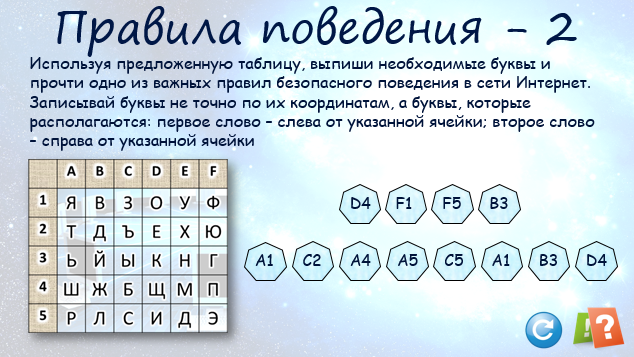 Правила поведения - 2
Используя предложенную таблицу, выпиши необходимые буквы и
прочти одно из важных правил безопасного поведения в сети Интернет.
Записывай буквы не точно по их координатам, а буквы, которые
располагаются: первое слово – слева от указанной ячейки; второе слово
– справа от указанной ячейки
A B C D E F
1 Я В З О У Ф
2 Т Д Ъ Е Х Ю
3 Ь Й Ы К Н Г
4 Ш Ж Б Щ М П
5 Р Л С И Д Э
D4 F1 F5 B3
A1 C2 A4 A5 C5 A1 B3 D4
!?